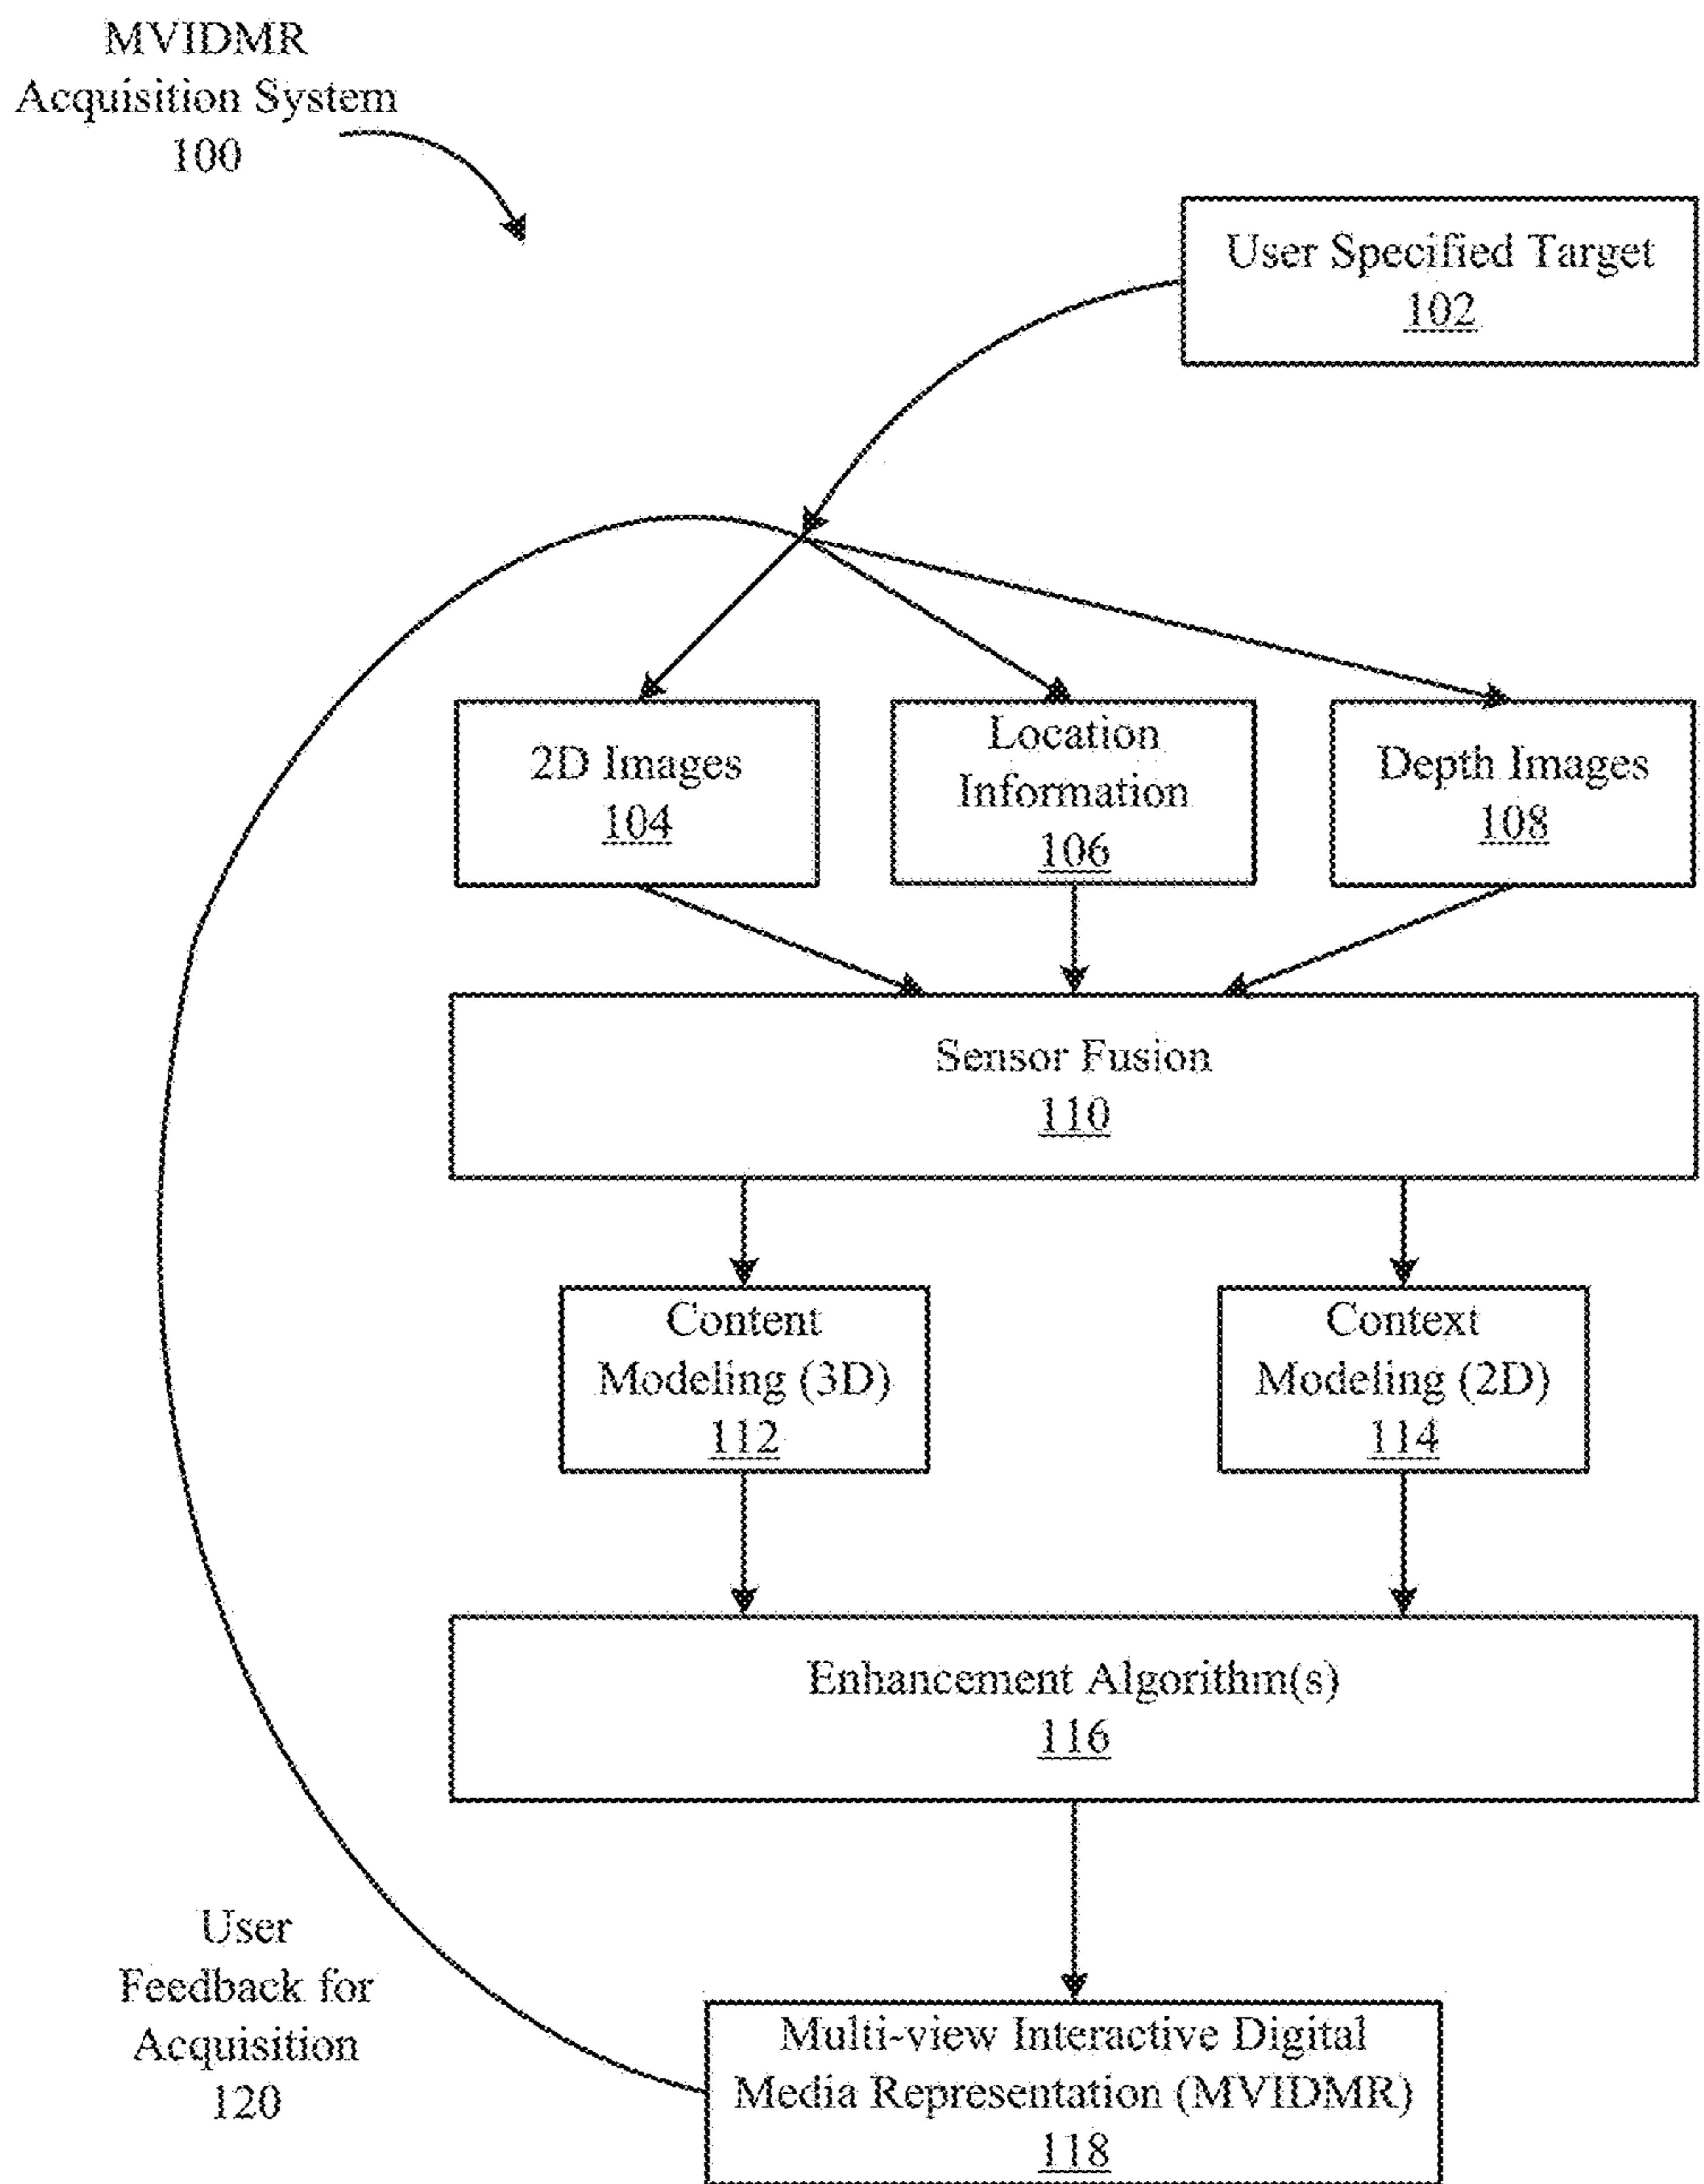 MVIDMR
Acquisition System
100
User Specified Target
102
2D Images
104
Location
Information
106
Depth Images
108
Sensor Fusion
110
Content
Modeling (3D)
112
Context
Modeling (2D)
114
Enhancement Algorithm(s)
116
User
Feedback for
Acquisition
120
Multi-view Interactive Digital
Media Representation (MVIDMR)
118